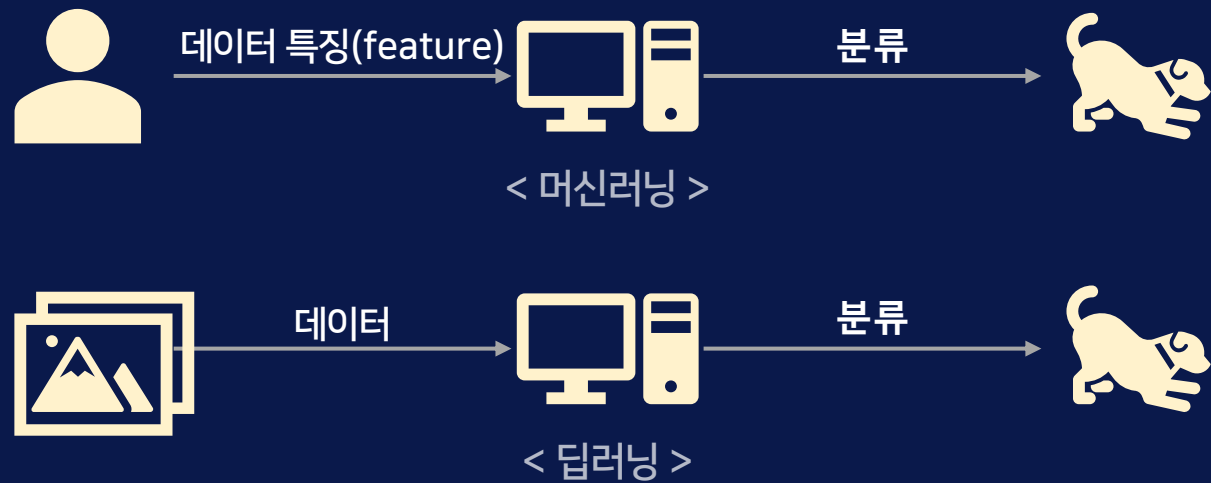 데이터 특징(feature)
분류
< 머신러닝 >
데이터
분류
< 딥러닝 >